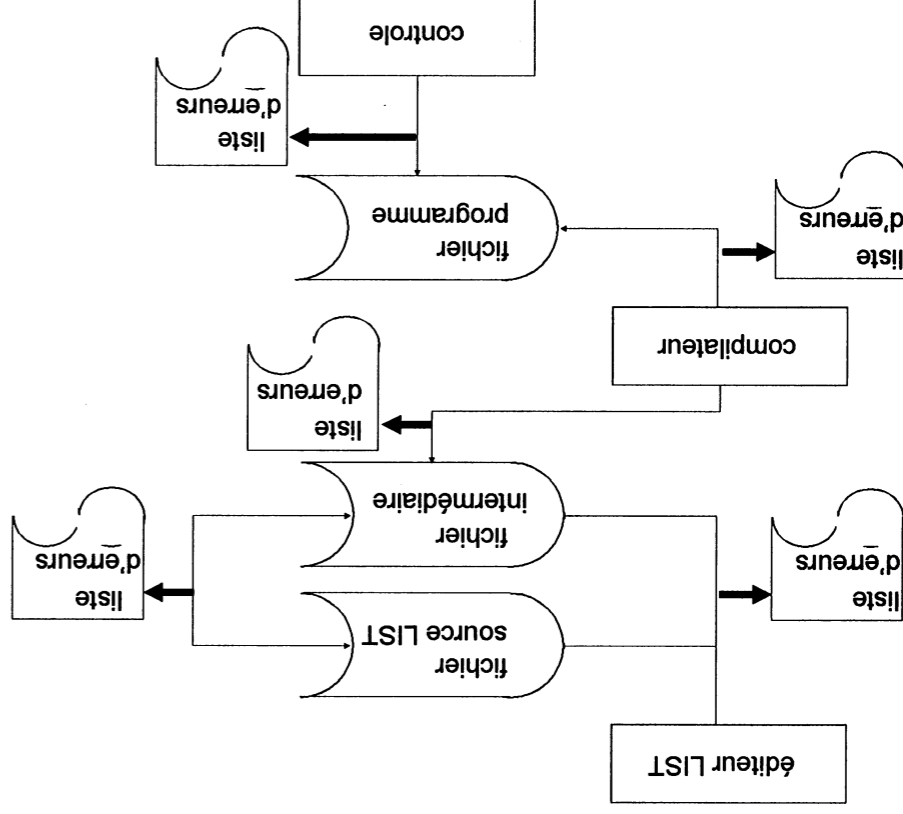 éditeur LIST
fichier
source LIST
liste
d'erreurs
liste
d'erreurs
fichier
intermédiaire
liste
d'erreurs
compilateur
liste
d'erreurs
fichier
programme
liste
d'erreurs
controle